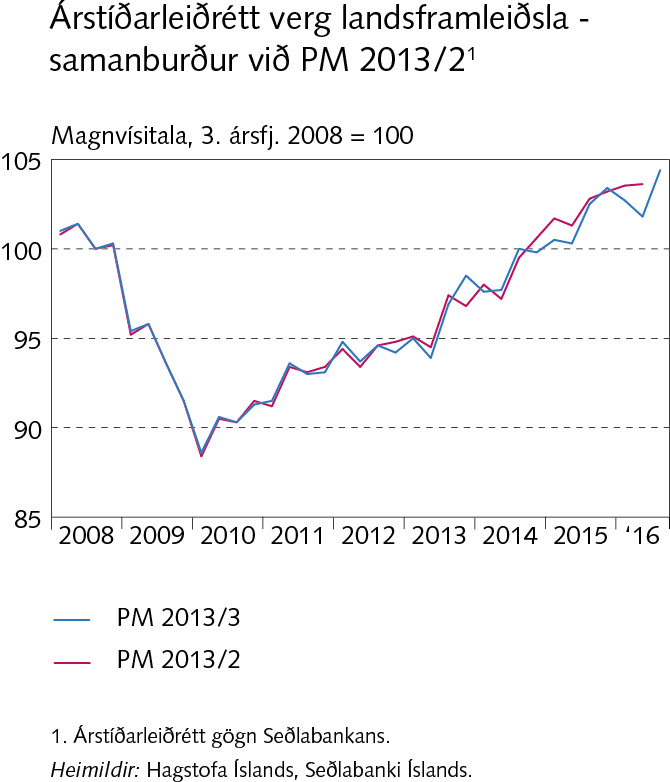 Árstíðarleiðrétt verg landsframleiðsla -
samanburður við PM 2013/2¹
Magnvísitala, 3. ársfj. 2008 = 100
105
100
95
90
85
2008 2009 2010 2011 2012 2013 2014 2015 ‘16
PM 2013/3
PM 2013/2
1. Árstíðarleiðrétt gögn Seðlabankans.
Heimildir: Hagstofa Íslands, Seðlabanki Íslands.